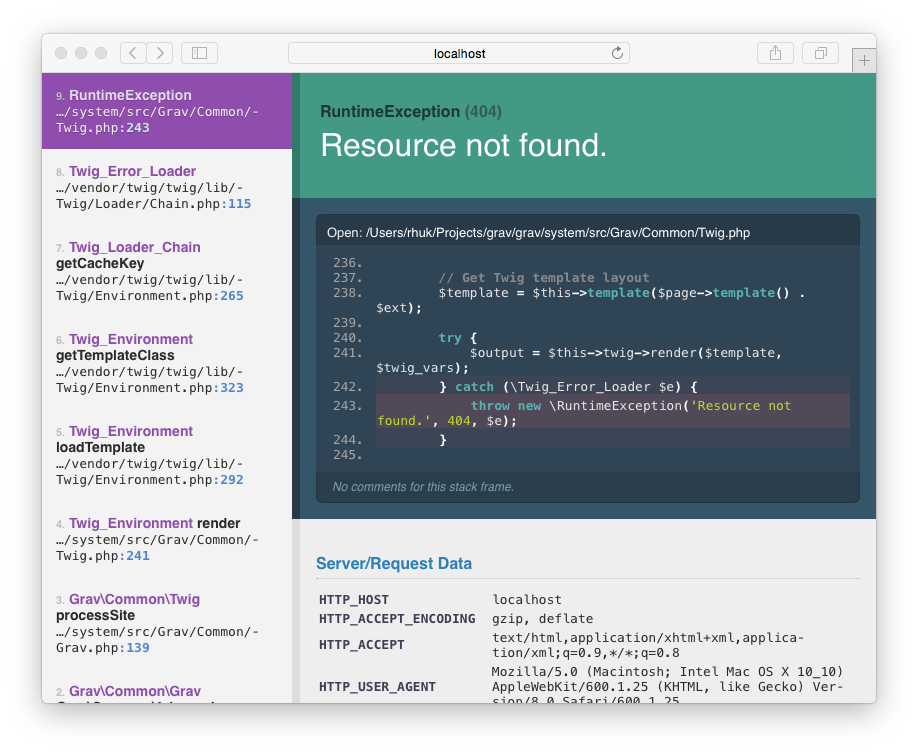 localhost
9. RuntimeException
…/system/src/Grav/Common/-
Twig.php:243
8. Twig_Error_Loader
…/vendor/twig/twig/lib/-
Twig/Loader/Chain.php:115
7. Twig_Loader_Chain
getCacheKey
…/vendor/twig/twig/lib/-
Twig/Environment.php:265
6. Twig_Environment
getTemplateClass
…/vendor/twig/twig/lib/-
Twig/Environment.php:323
5. Twig_Environment
loadTemplate
…/vendor/twig/twig/lib/-
Twig/Environment.php:292
4. Twig_Environment render
…/system/src/Grav/Common/-
Twig.php:241
3. Grav\Common\Twig
processSite
…/system/src/Grav/Common/-
Grav.php:139
2. Grav\Common\Grav
RuntimeException (404)
Resource not found.
Open: /Users/rhuk/Projects/grav/grav/system/src/Grav/Common/Twig.php
236.
237. // Get Twig template layout
238. $template = $this->template($page->template() .
$ext);
239.
240. try {
241. $output = $this->twig->render($template,
$twig_vars);
242. } catch (\Twig_Error_Loader $e) {
243. throw new \RuntimeException('Resource not
found.', 404, $e);
244. }
245.
No comments for this stack frame.
Server/Request Data
HTTP_HOST localhost
HTTP_ACCEPT_ENCODING gzip, deflate
HTTP_ACCEPT text/html,application/xhtml+xml,applica-
tion/xml;q=0.9,*/*;q=0.8
HTTP_USER_AGENT Mozilla/5.0 (Macintosh; Intel Mac OS X 10_10)
AppleWebKit/600.1.25 (KHTML, like Gecko) Ver-
sion/8.0 Safari/600.1.25